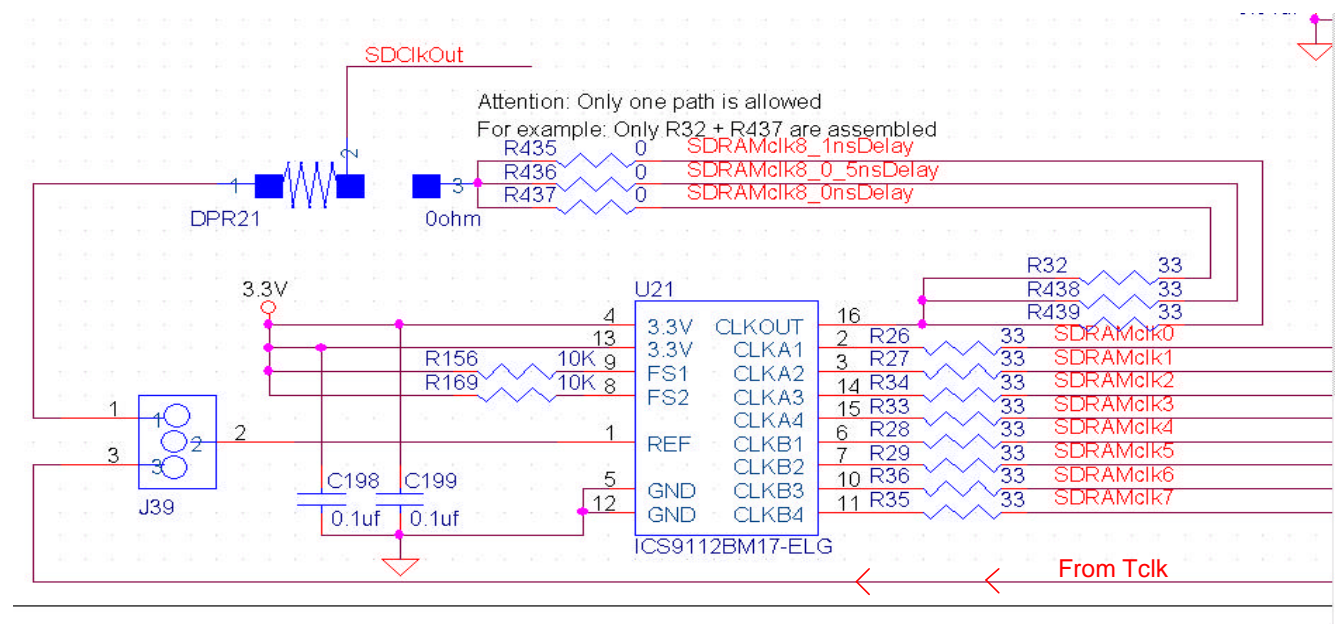 SDClkOut
Attention: Only one path is allowed
For example: Only R32 + R437 are assembled
R435 0 SDRAMclk8_1nsDelay
R436 0 SDRAMclk8_0_5nsDelay
R437 0 SDRAMclk8_0nsDelay
1 2 3
DPR21 0ohm
R32 33
R438 33
R439 33
3.3V
U21
4 3.3V CLKOUT 16
13 3.3V CLKA1 2 R26 33 SDRAMclk0
R156 10K 9 FS1 CLKA2 3 R27 33 SDRAMclk1
R169 10K 8 FS2 CLKA3 14 R34 33 SDRAMclk2
CLKA4 15 R33 33 SDRAMclk3
1 REF CLKB1 6 R28 33 SDRAMclk4
CLKB2 7 R29 33 SDRAMclk5
5 GND CLKB3 10 R36 33 SDRAMclk6
12 GND CLKB4 11 R35 33 SDRAMclk7
1 1
2 2
3 3
J39
C198 C199
0.1uf 0.1uf
ICS9112BM17-ELG
From Tclk